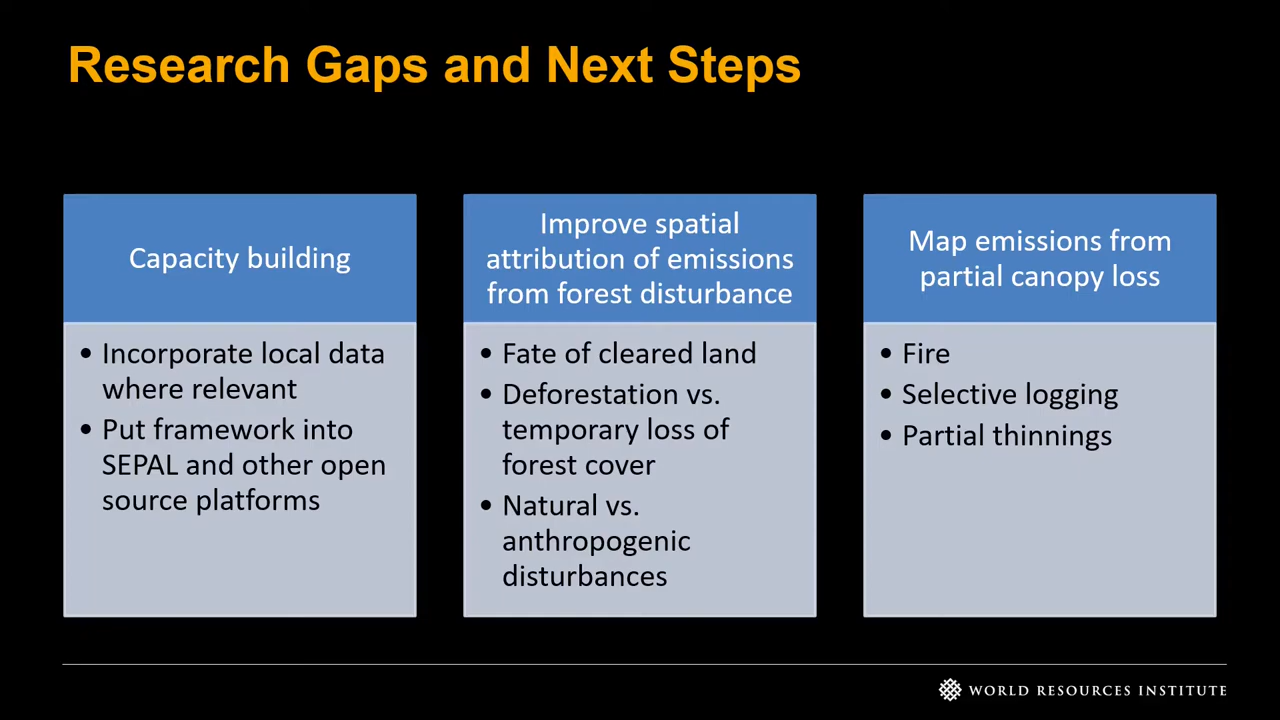 Research Gaps and Next Steps
Capacity building
• Incorporate local data
where relevant
• Put framework into
SEPAL and other open
source platforms
Improve spatial
attribution of emissions
from forest disturbance
• Fate of cleared land
• Deforestation vs.
temporary loss of
forest cover
• Natural vs.
anthropogenic
disturbances
Map emissions from
partial canopy loss
• Fire
• Selective logging
• Partial thinnings
WORLD RESOURCES INSTITUTE